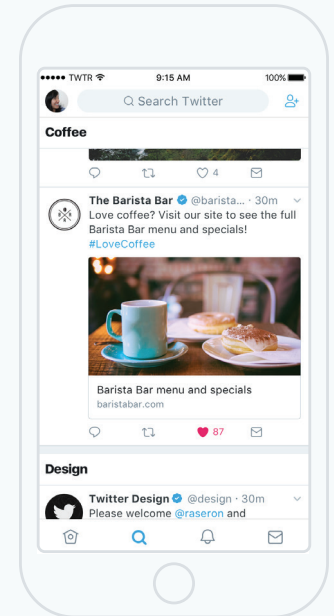 TWTR 9:15 AM 100%
Search Twitter
Coffee
4
The Barista Bar @barista... · 30m
Love coffee? Visit our site to see the full
Barista Bar menu and specials!
#LoveCoffee
Barista Bar menu and specials
baristabar.com
87
Design
Twitter Design @design · 30m
Please welcome @raseron and